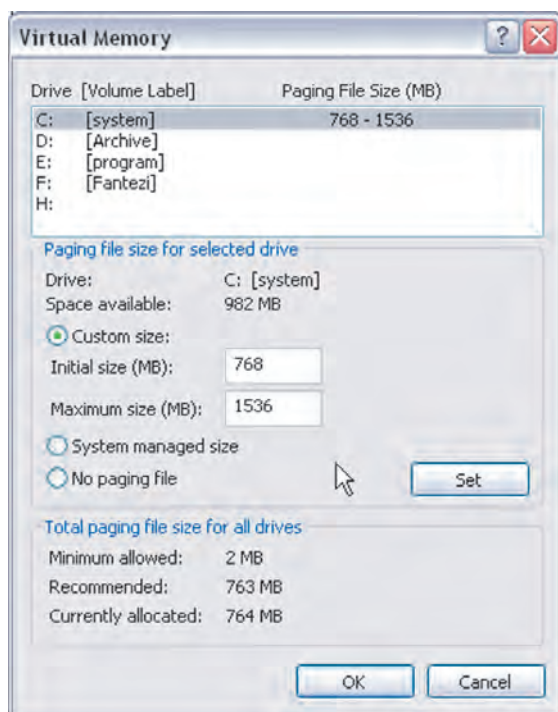 Virtual Memory
Drive [Volume Label] Paging File Size (MB)
C: [system] 768 - 1536
D: [Archive]
E: [program]
F: [Fantezi]
H:
Paging file size for selected drive
Drive: C: [system]
Space available: 982 MB
Custom size:
Initial size (MB): 768
Maximum size (MB): 1536
System managed size
No paging file
Set
Total paging file size for all drives
Minimum allowed: 2 MB
Recommended: 763 MB
Currently allocated: 764 MB
OK Cancel